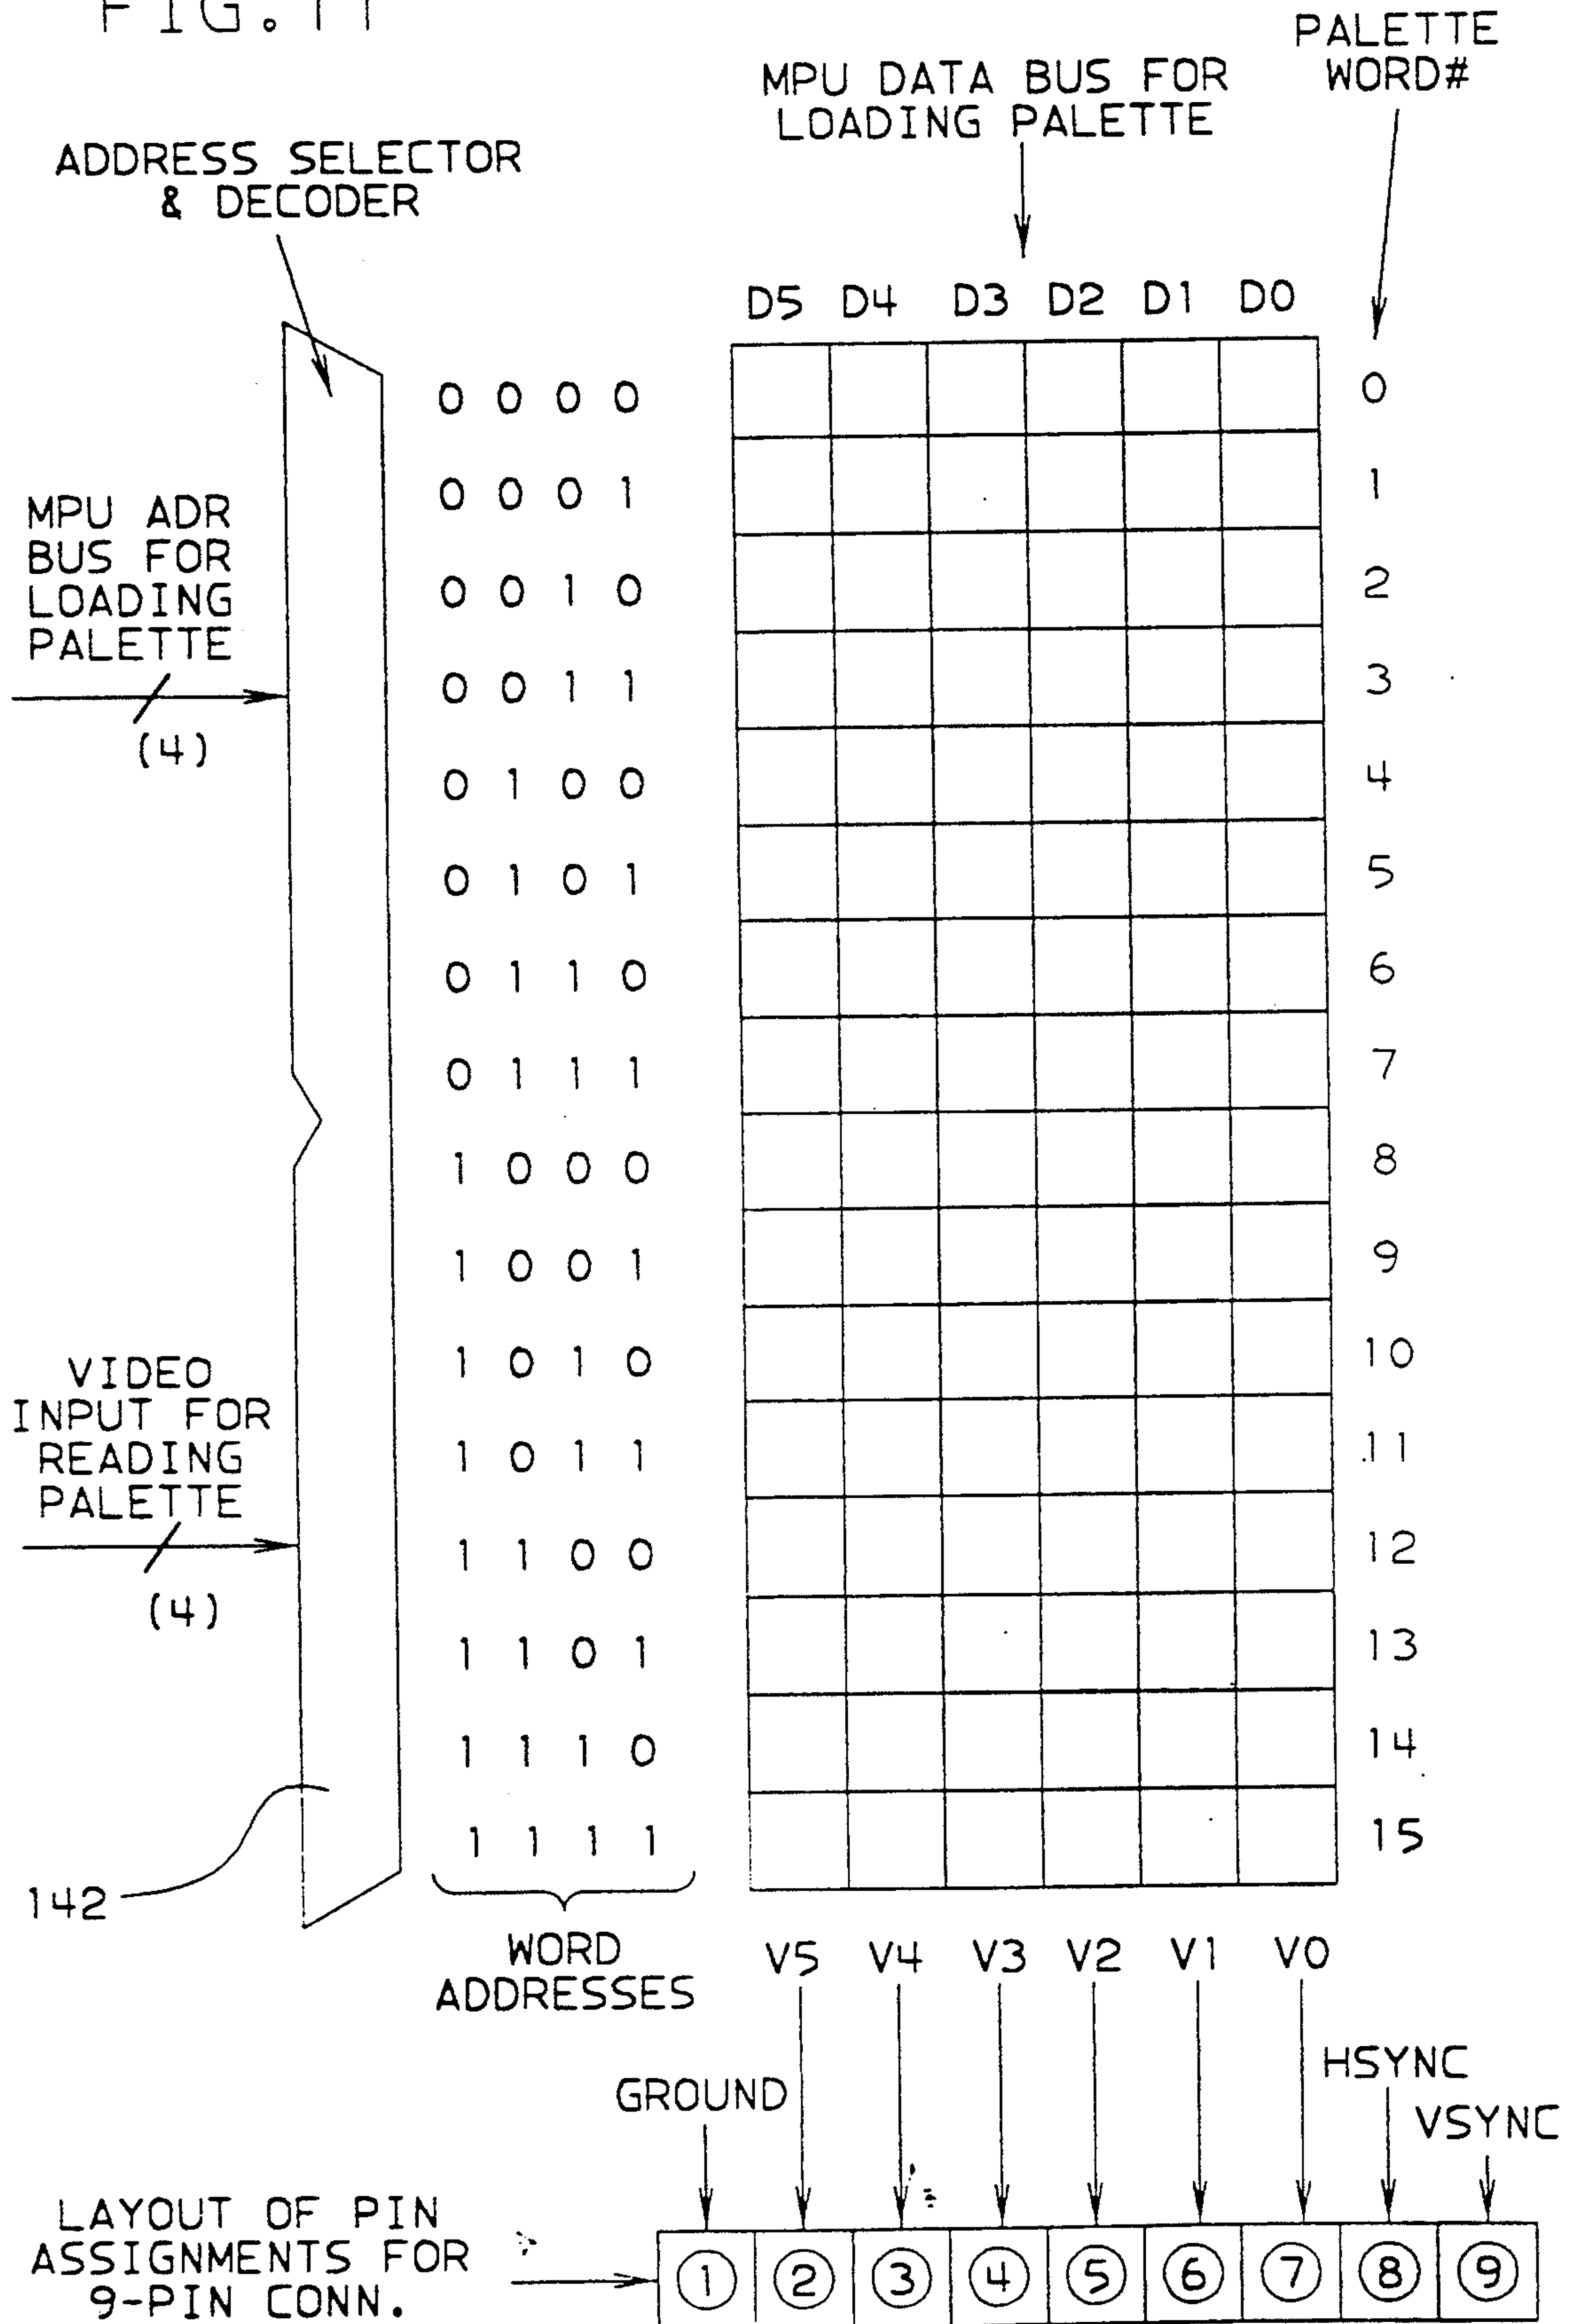 FIG. 11
PALETTE
WORD#
MPU DATA BUS FOR
LOADING PALETTE
ADDRESS SELECTOR
& DECODER
D5 D4 D3 D2 D1 D0
0 0 0 0 0
0 0 0 1 1
MPU ADR
BUS FOR
LOADING
PALETTE
(4)
0 0 1 0 2
0 0 1 1 3
0 1 0 0 4
0 1 0 1 5
0 1 1 0 6
0 1 1 1 7
1 0 0 0 8
1 0 0 1 9
1 0 1 0 10
VIDEO
INPUT FOR
READING
PALETTE
(4)
1 0 1 1 11
1 1 0 0 12
1 1 0 1 13
1 1 1 0 14
1 1 1 1 15
142
WORD
ADDRESSES
V5 V4 V3 V2 V1 V0
GROUND
HSYNC
VSYNC
LAYOUT OF PIN
ASSIGNMENTS FOR
9-PIN CONN.
1 2 3 4 5 6 7 8 9